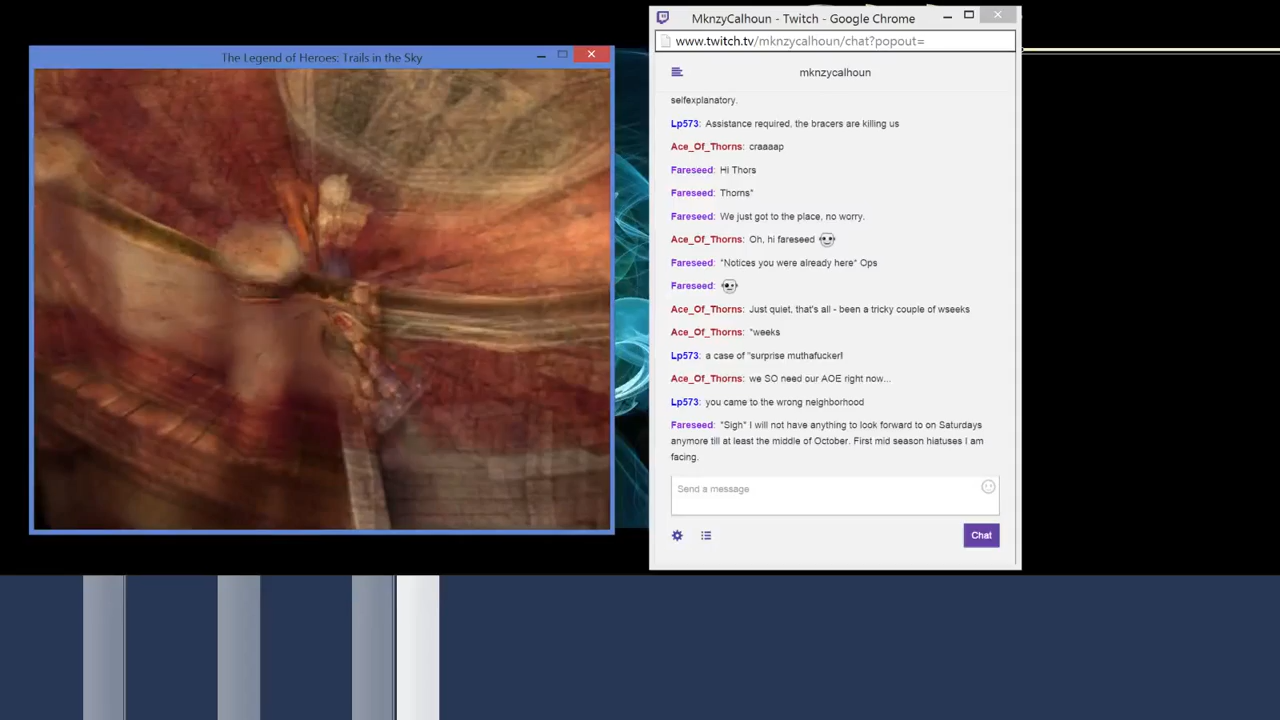 MknzyCalhoun - Twitch - Google Chrome
www.twitch.tv/mknzycalhoun/chat?popout=
The Legend of Heroes: Trails in the Sky
mknzycalhoun
selfexplanatory.
Lp573: Assistance required, the bracers are killing us
Ace_Of_Thorns: craaaap
Fareseed: Hi Thors
Fareseed: Thorns*
Fareseed: We just got to the place, no worry.
Ace_Of_Thorns: Oh, hi fareseed
Fareseed: *Notices you were already here* Ops
Fareseed:
Ace_Of_Thorns: Just quiet, that's all - been a tricky couple of wseeks
Ace_Of_Thorns: *weeks
Lp573: a case of "surprise muthafucker!
Ace_Of_Thorns: we SO need our AOE right now...
Lp573: you came to the wrong neighborhood
Fareseed: *Sigh* I will not have anything to look forward to on Saturdays
anymore till at least the middle of October. First mid season hiatuses I am
facing.
Send a message
Chat